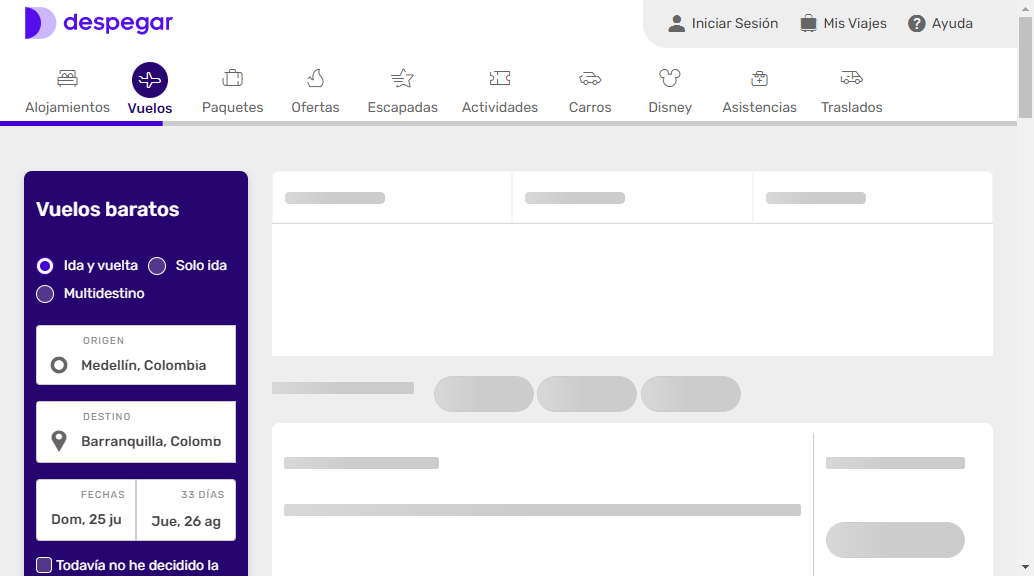 despegar
Iniciar Sesión
Mis Viajes
Ayuda
Alojamientos
Vuelos
Paquetes
Ofertas
Escapadas
Actividades
Carros
Disney
Asistencias
Traslados
Vuelos baratos
Ida y vuelta
Solo ida
Multidestino
ORIGEN
Medellín, Colombia
DESTINO
Barranquilla, Colomb
FECHAS
33 DÍAS
Dom, 25 ju
Jue, 26 ag
Todavía no he decidido la